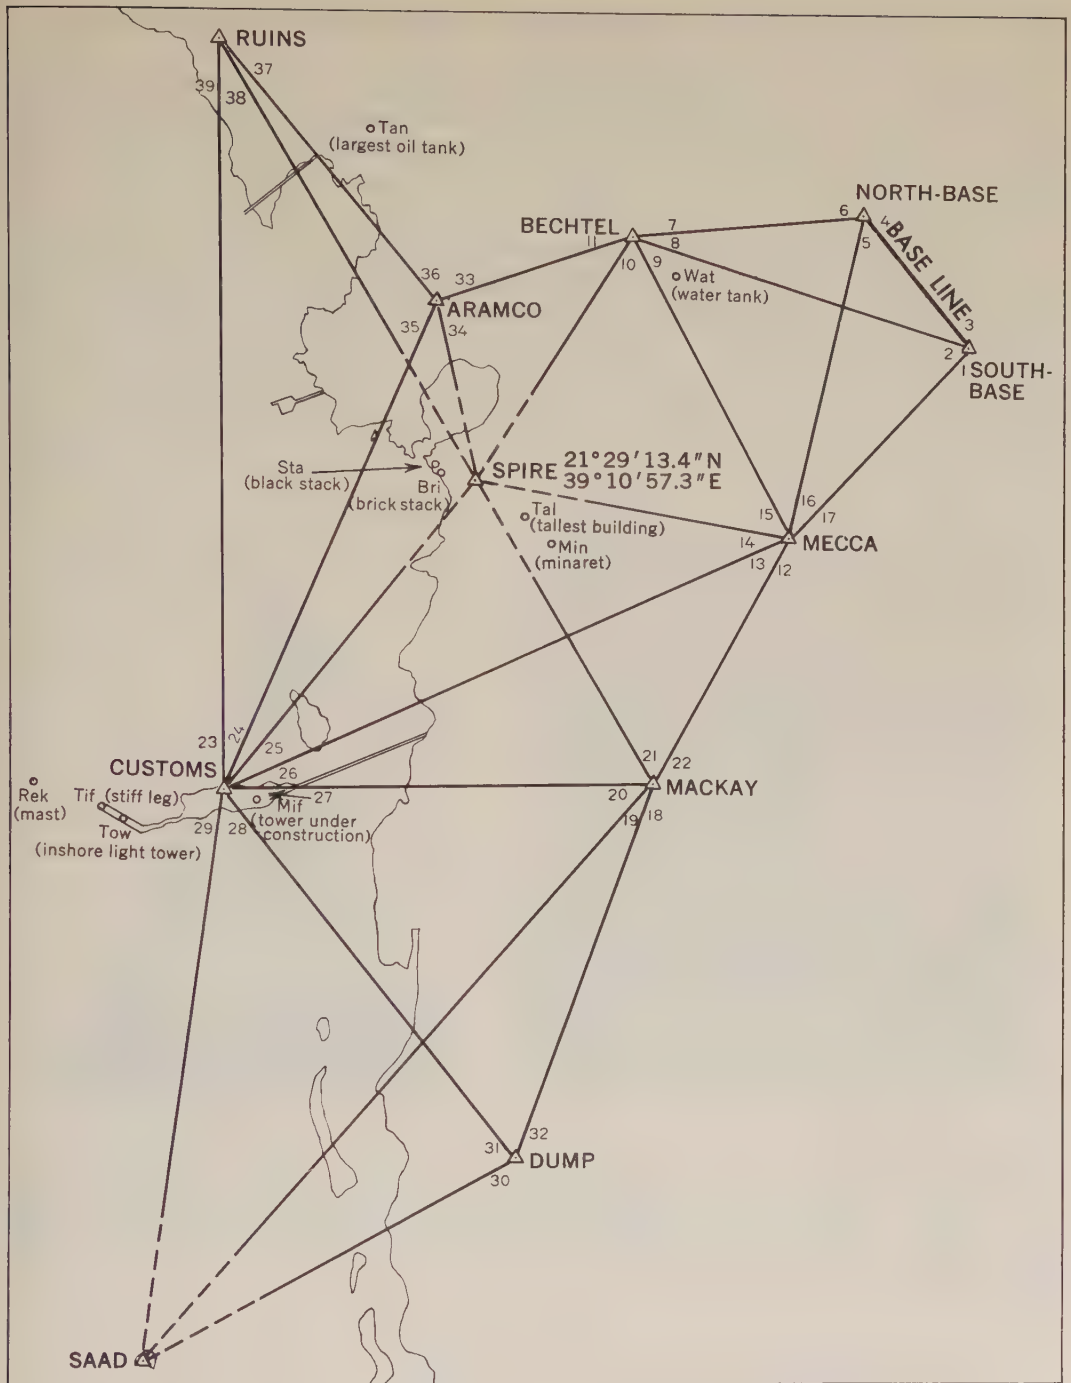 RUINS
37
39
38
Tan
(largest oil tank)
NORTH-BASE
6
4
5
BASE LINE
BECHTEL
7
8
11
10
9
Wat
(water tank)
36
33
ARAMCO
35
34
3
2
1
SOUTH-
BASE
Sta
(black stack)
Bri
(brick stack)
SPIRE
21°29'13.4"N
39°10'57.3"E
Tal
(tallest building)
Min
(minaret)
16
15
17
14
MECCA
13
12
23
24
25
CUSTOMS
26
27
21
22
MACKAY
20
19
18
Rek
(mast)
Tif (stiff leg)
Tow
(inshore light tower)
29
28
Mif
(tower under
construction)
32
31
DUMP
30
SAAD